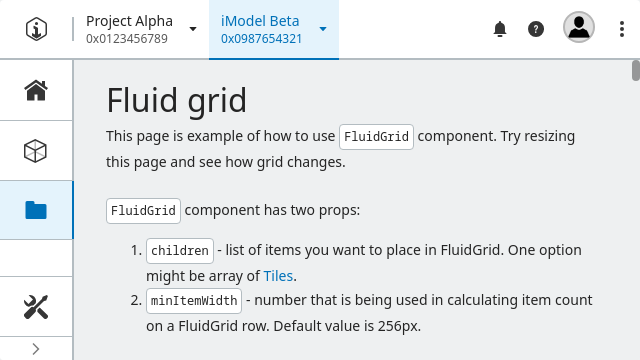 Project Alpha
0x0123456789
iModel Beta
0x0987654321
Fluid grid
This page is example of how to use FluidGrid component. Try resizing
this page and see how grid changes.
FluidGrid component has two props:
1. children - list of items you want to place in FluidGrid. One option
might be array of Tiles.
2. minItemWidth - number that is being used in calculating item count
on a FluidGrid row. Default value is 256px.